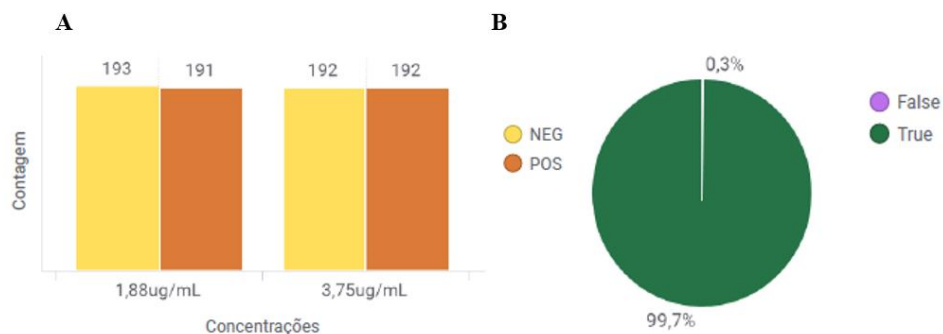 A
193
191
192
192
Contagem
1,88ug/mL
3,75ug/mL
Concentrações
NEG
POS
B
0,3%
99,7%
False
True